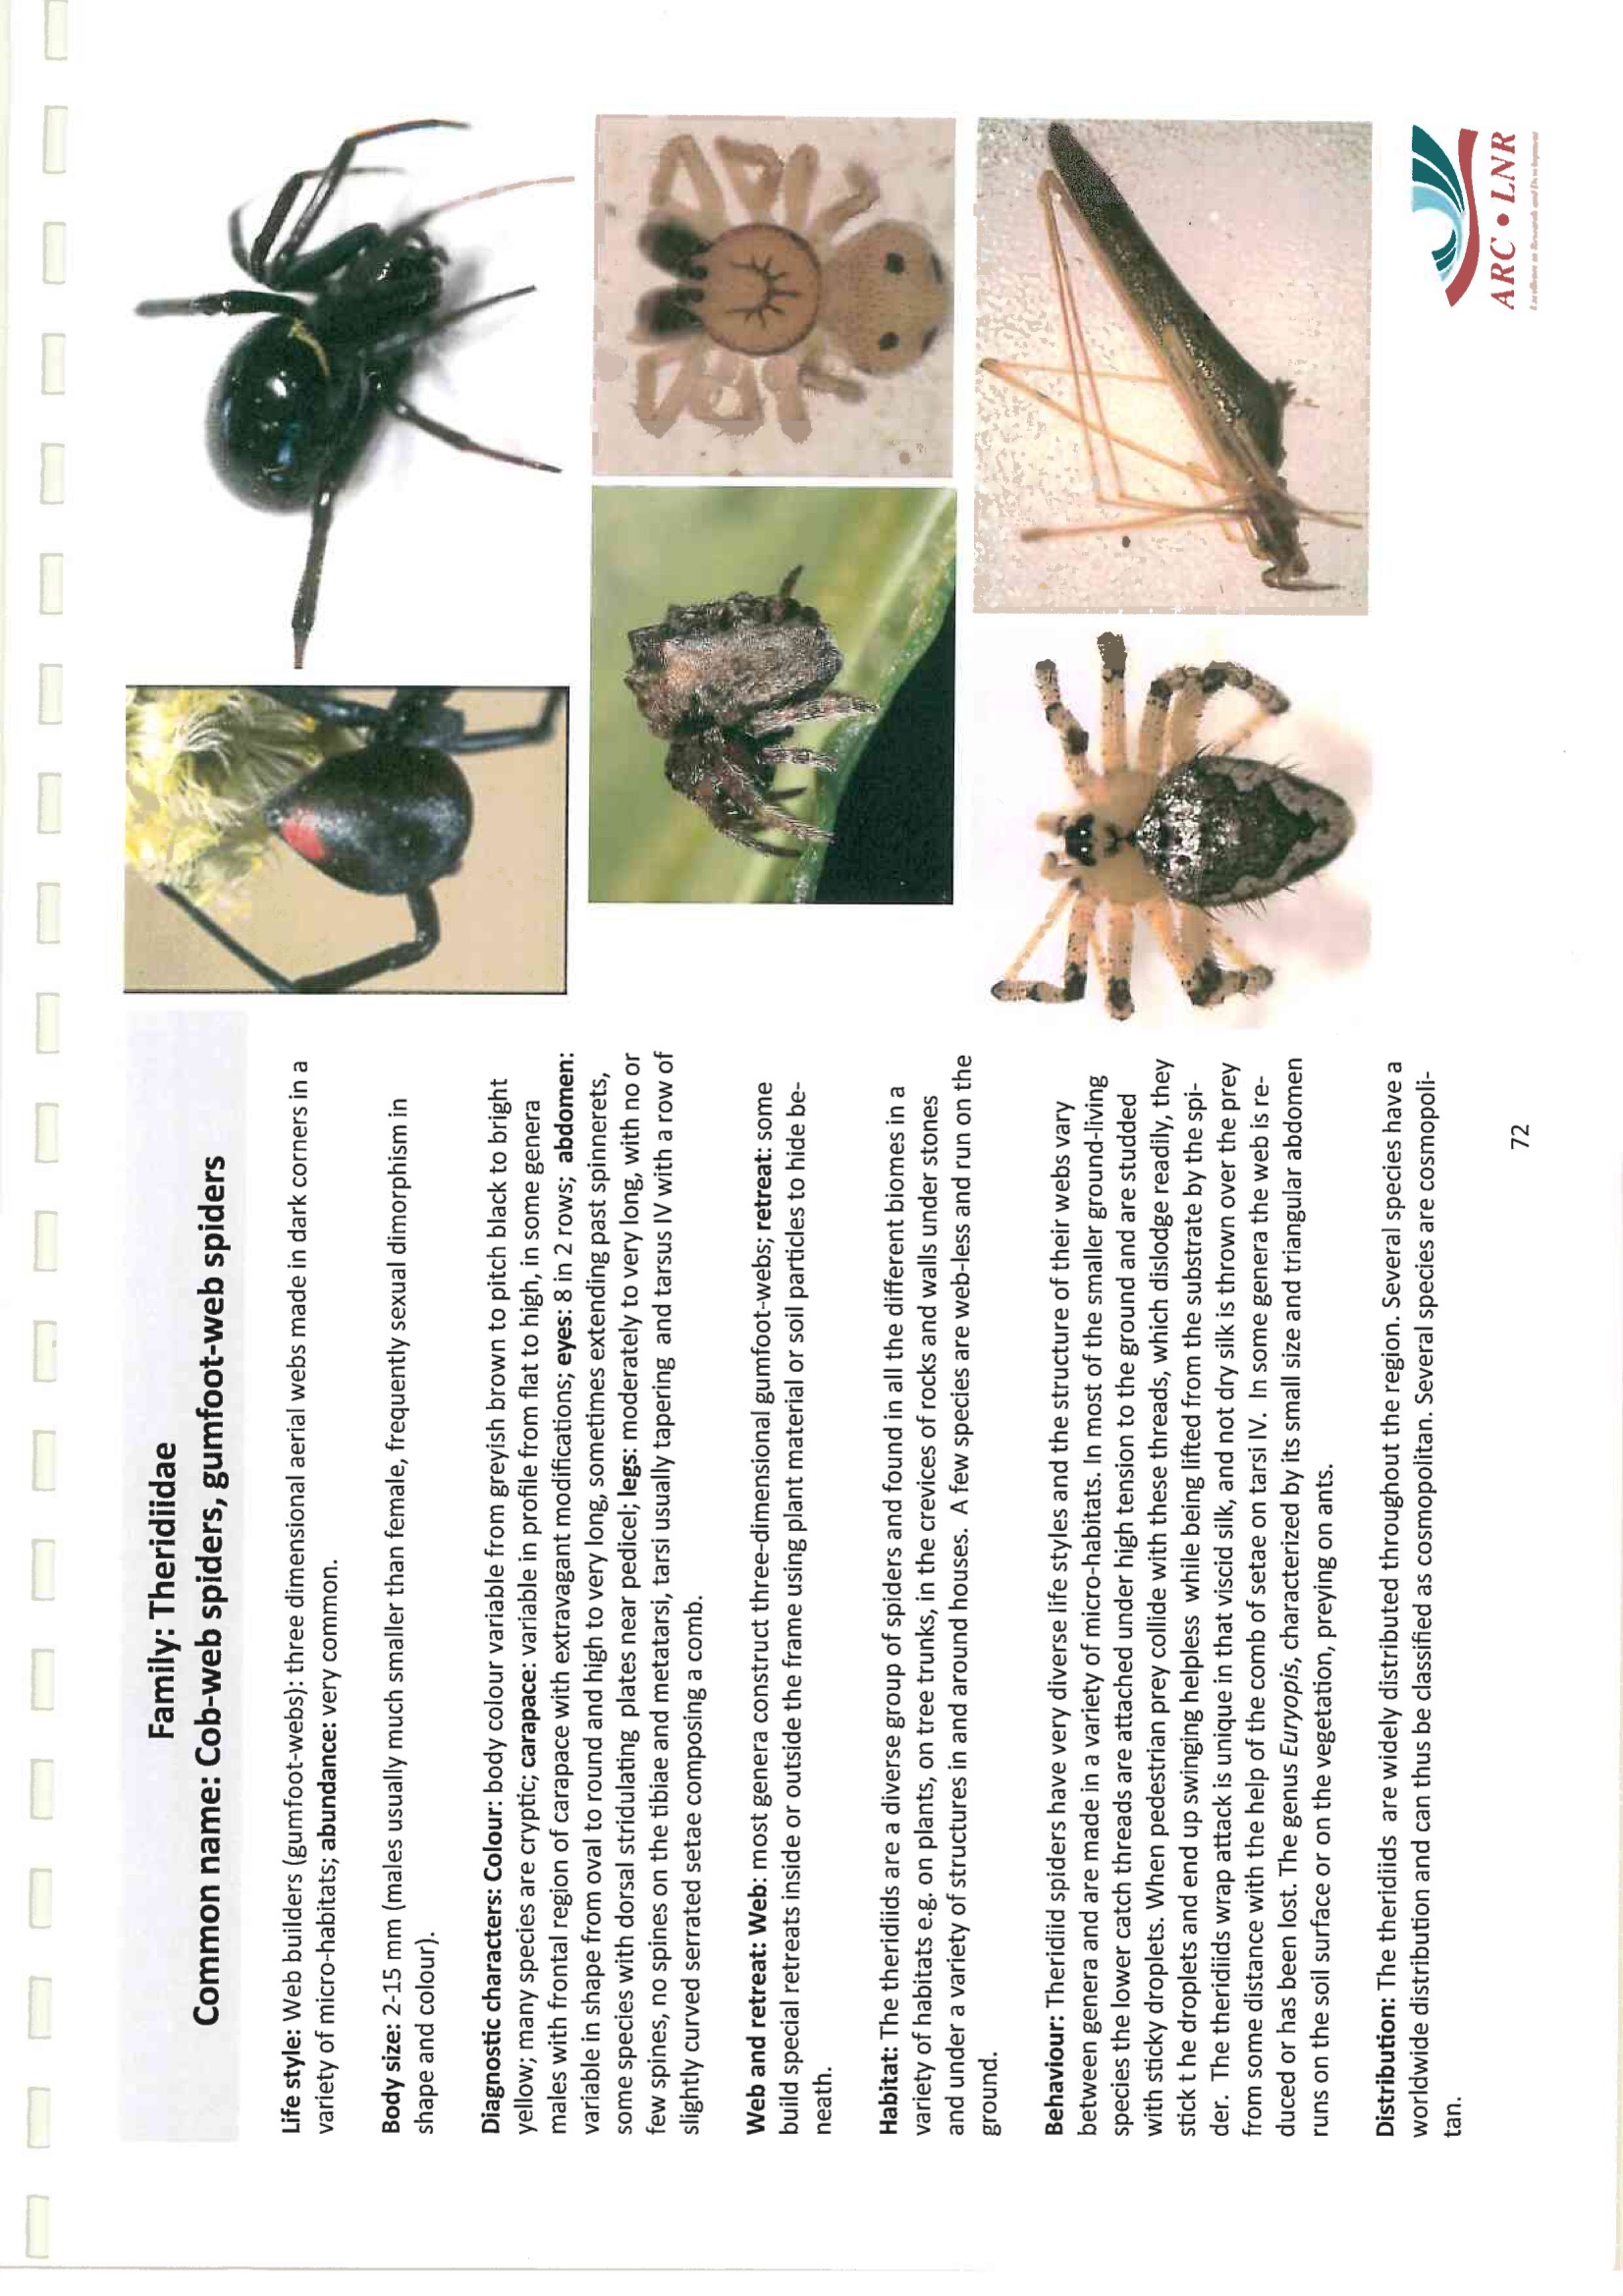 Family: Theridiidae
Common name: Cob-web spiders, gumfoot-web spiders
Life style: Web builders (gumfoot-webs): three dimensional aerial webs made in dark corners in a
variety of micro-habitats; abundance: very common.
Body size: 2-15 mm (males usually much smaller than female, frequently sexual dimorphism in
shape and colour).
Diagnostic characters: Colour: body colour variable from greyish brown to pitch black to bright
yellow; many species are cryptic; carapace: variable in profile from flat to high, in some genera
males with frontal region of carapace with extravagant modifications; eyes: 8 in 2 rows; abdomen:
variable in shape from oval to round and high to very long, sometimes extending past spinnerets,
some species with dorsal stridulating plates near pedicel; legs: moderately to very long, with no or
few spines, no spines on the tibiae and metatarsi, tarsi usually tapering and tarsus IV with a row of
slightly curved serrated setae composing a comb.
Web and retreat: Web: most genera construct three-dimensional gumfoot-webs; retreat: some
build special retreats inside or outside the frame using plant material or soil particles to hide be-
neath.
Habitat: The theridiids are a diverse group of spiders and found in all the different biomes in a
variety of habitats e.g. on plants, on tree trunks, in the crevices of rocks and walls under stones
and under a variety of structures in and around houses. A few species are web-less and run on the
ground.
Behaviour: Theridiid spiders have very diverse life styles and the structure of their webs vary
between genera and are made in a variety of micro-habitats. In most of the smaller ground-living
species the lower catch threads are attached under high tension to the ground and are studded
with sticky droplets. When pedestrian prey collide with these threads, which dislodge readily, they
stick t he droplets and end up swinging helpless while being lifted from the substrate by the spi-
der. The theridiids wrap attack is unique in that viscid silk, and not dry silk is thrown over the prey
from some distance with the help of the comb of setae on tarsi IV. In some genera the web is re-
duced or has been lost. The genus Euryopis, characterized by its small size and triangular abdomen
runs on the soil surface or on the vegetation, preying on ants.
Distribution: The theridiids are widely distributed throughout the region. Several species have a
worldwide distribution and can thus be classified as cosmopolitan. Several species are cosmopoli-
tan.
72
ARC • LNR
Excellence in Research and Development